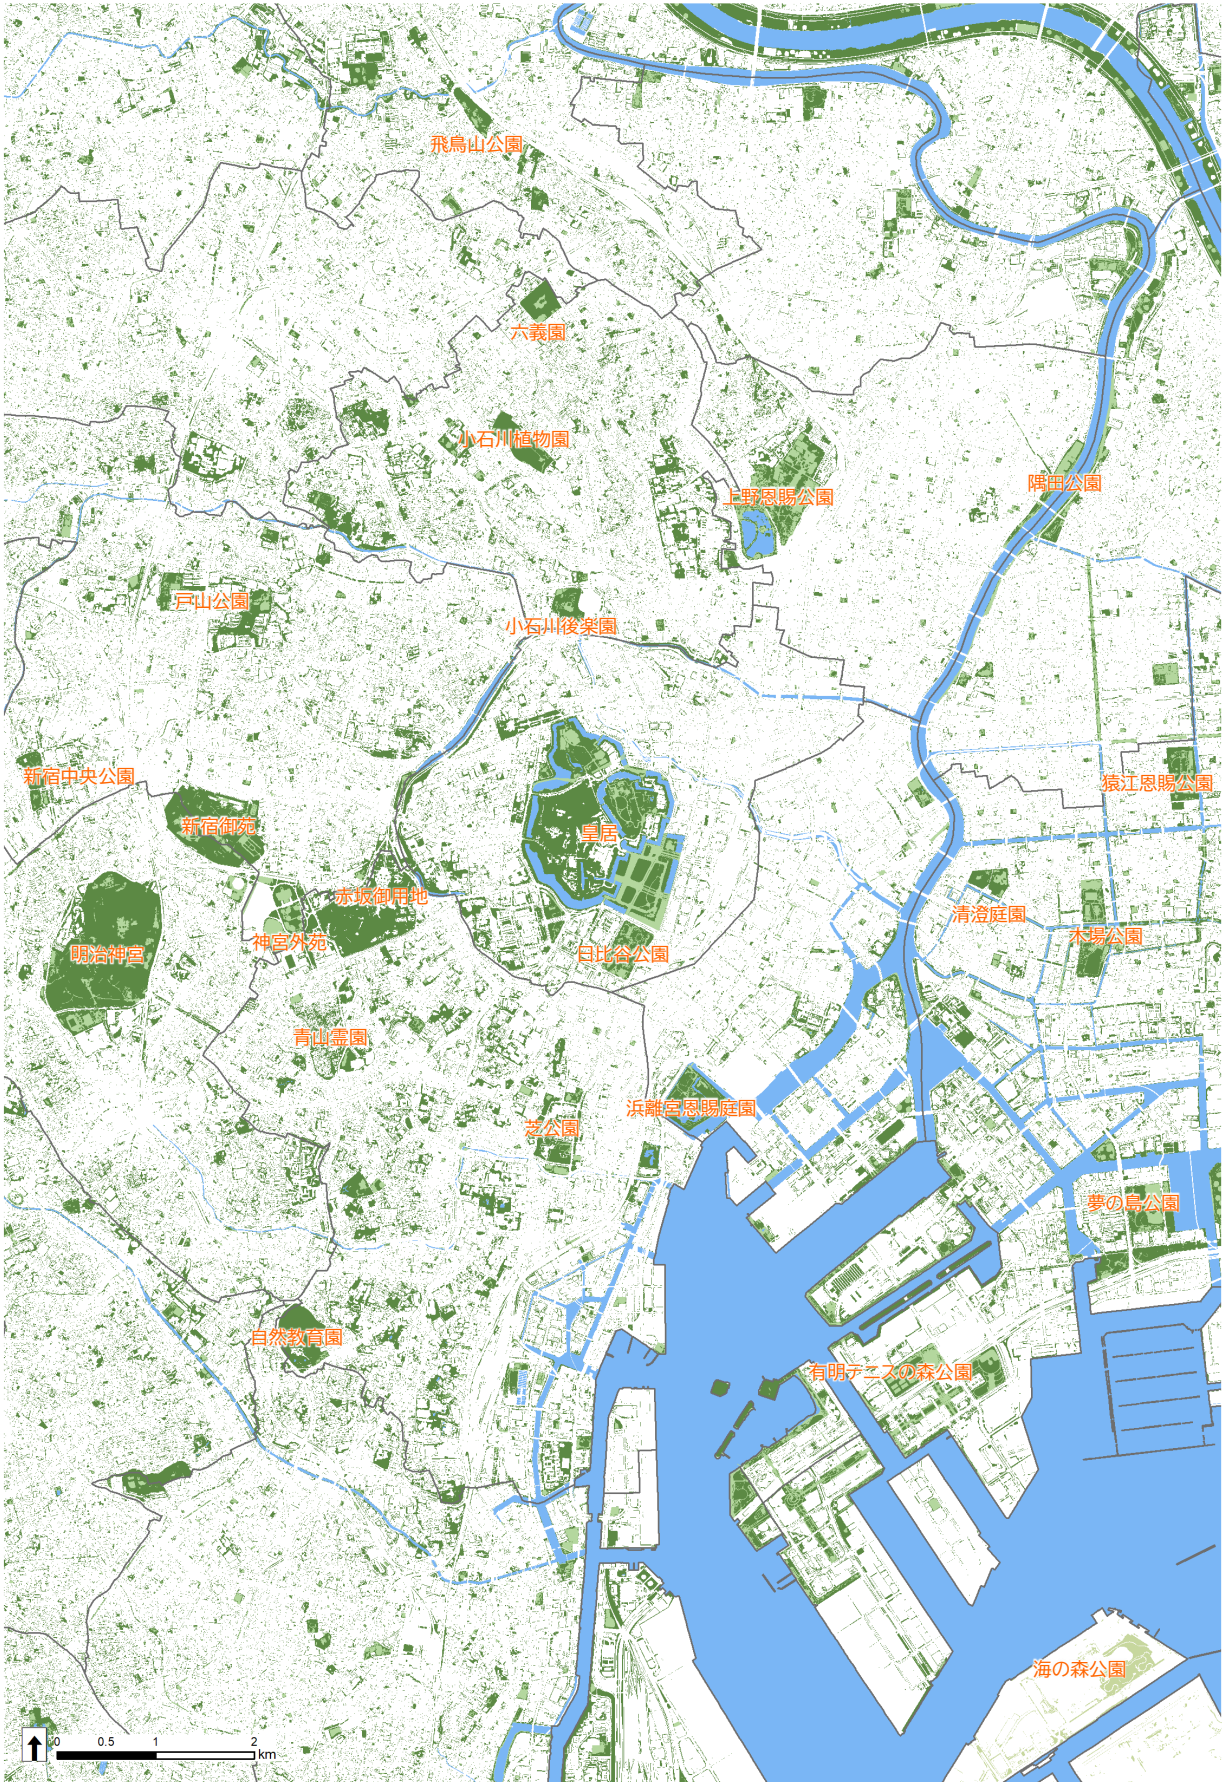 飛鳥山公園
六義園
小石川植物園
上野恩賜公園
隅田公園
戸山公園
小石川後楽園
新宿中央公園
猿江恩賜公園
新宿御苑
皇居
赤坂御用地
清澄庭園
木場公園
神宮外苑
明治神宮
日比谷公園
青山霊園
浜離宮恩賜庭園
芝公園
夢の島公園
自然教育園
有明テニスの森公園
海の森公園
0 0.5 1 2
km